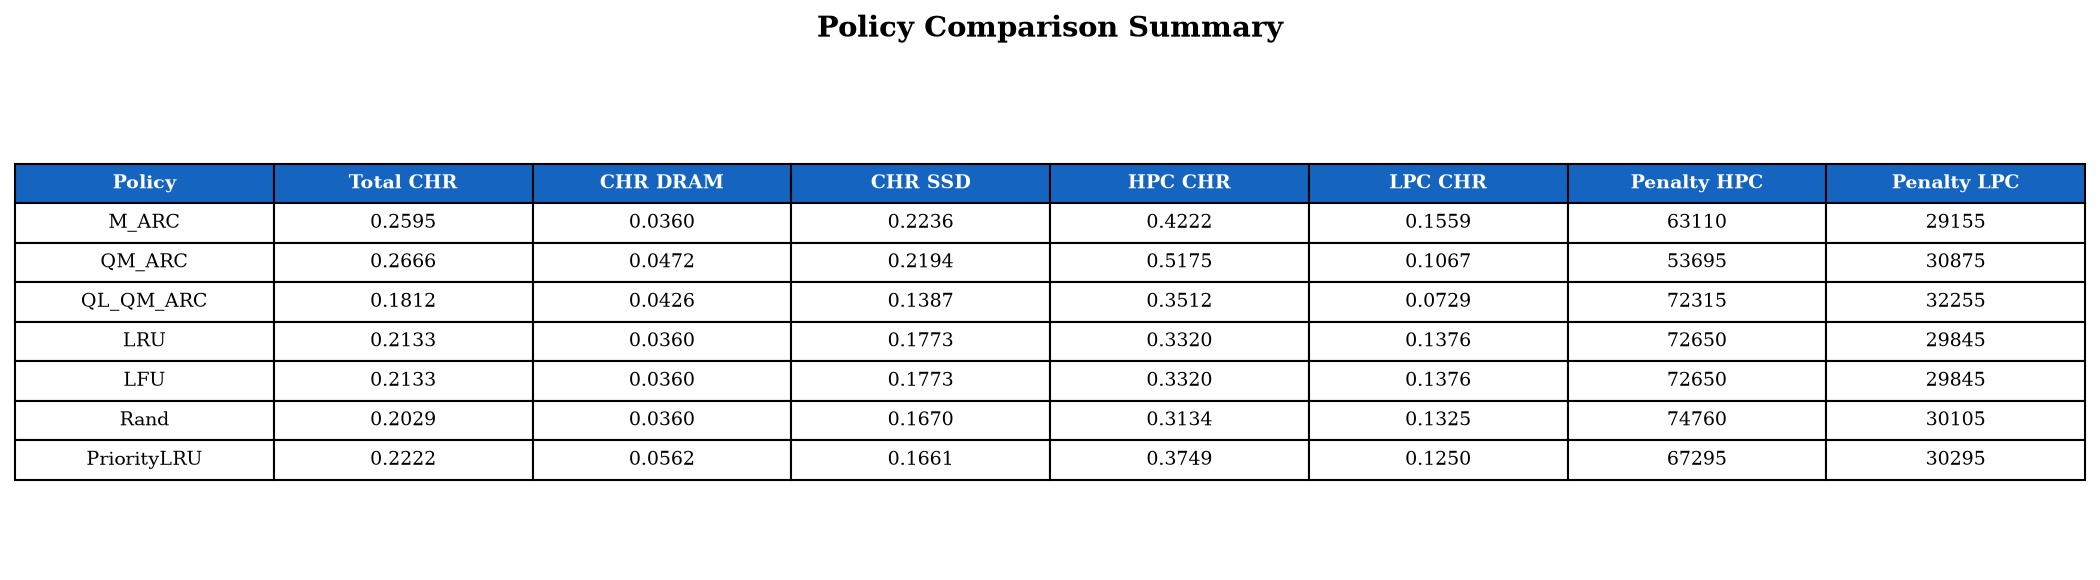 Policy Comparison Summary
Policy Total CHR CHR DRAM CHR SSD HPC CHR LPC CHR Penalty HPC Penalty LPC
M_ARC 0.2595 0.0360 0.2236 0.4222 0.1559 63110 29155
QM_ARC 0.2666 0.0472 0.2194 0.5175 0.1067 53695 30875
QL_QM_ARC 0.1812 0.0426 0.1387 0.3512 0.0729 72315 32255
LRU 0.2133 0.0360 0.1773 0.3320 0.1376 72650 29845
LFU 0.2133 0.0360 0.1773 0.3320 0.1376 72650 29845
Rand 0.2029 0.0360 0.1670 0.3134 0.1325 74760 30105
PriorityLRU 0.2222 0.0562 0.1661 0.3749 0.1250 67295 30295